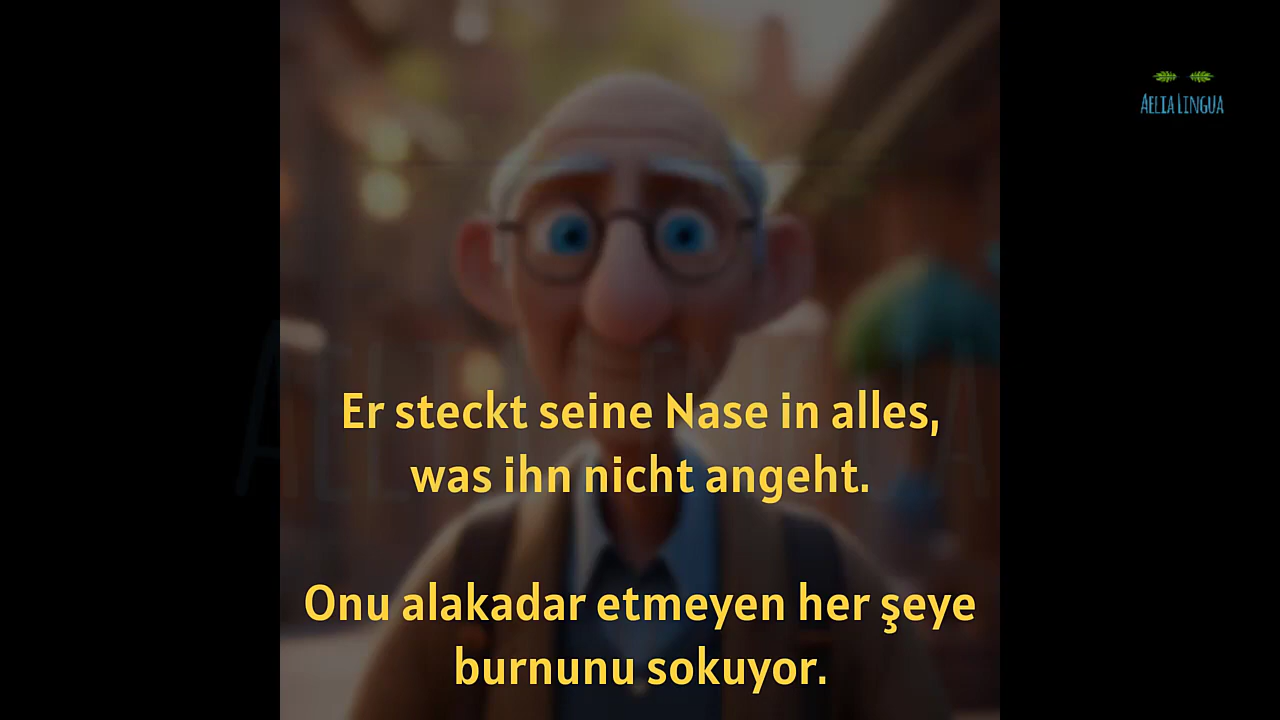 AELIA LINGUA
Er steckt seine Nase in alles,
was ihn nicht angeht.
Onu alakadar etmeyen her şeye
burnunu sokuyor.